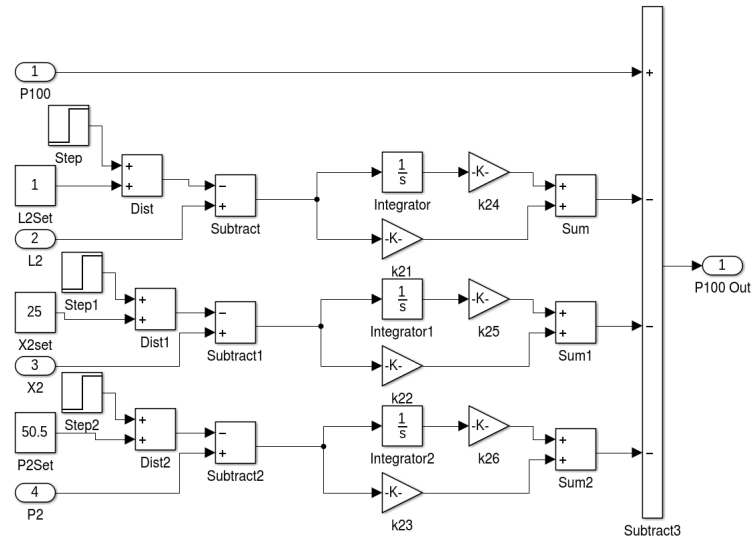 1
+
P100
Step
+
+
1
L2Set
Dist
−
+
Subtract
2
L2
1
s
Integrator
-K-
k24
-K-
k21
+
+
Sum
−
Step1
25
X2set
+
+
Dist1
−
+
Subtract1
3
X2
1
s
Integrator1
-K-
k25
-K-
k22
+
+
Sum1
−
1
P100 Out
Step2
50.5
P2Set
+
+
Dist2
−
+
Subtract2
4
P2
1
s
Integrator2
-K-
k26
-K-
k23
+
+
Sum2
−
Subtract3